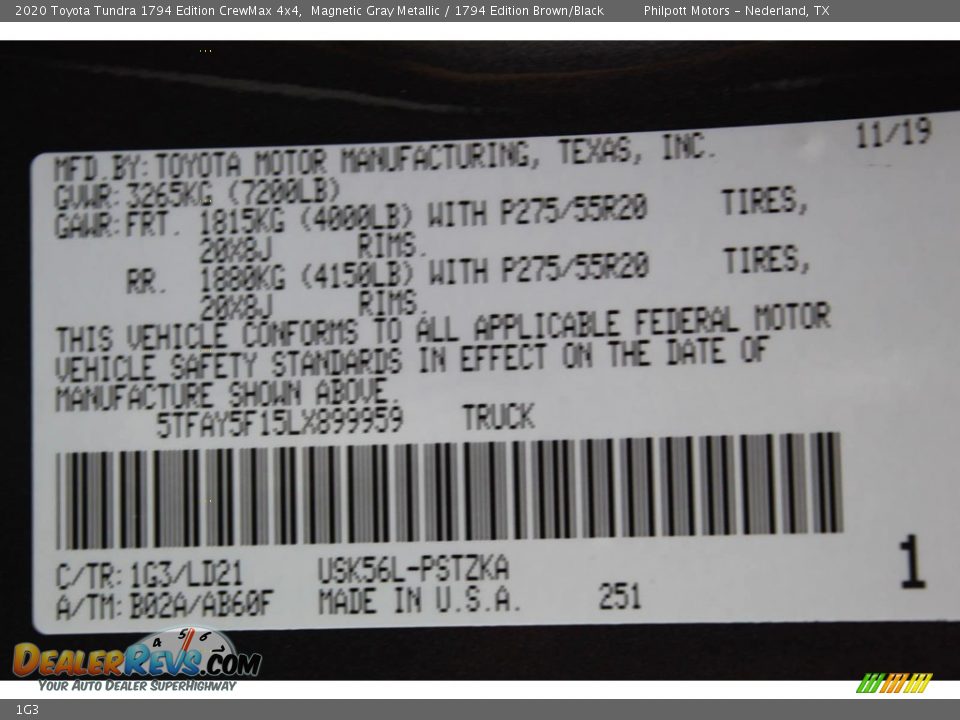 2020 Toyota Tundra 1794 Edition CrewMax 4x4, Magnetic Gray Metallic / 1794 Edition Brown/Black Philpott Motors – Nederland, TX
MFD.BY:TOYOTA MOTOR MANUFACTURING, TEXAS, INC. 11/19
GVWR:3265KG (7200LB)
GAWR:FRT. 1815KG (4000LB) WITH P275/55R20 TIRES,
20X8J RIMS.
RR. 1880KG (4150LB) WITH P275/55R20 TIRES,
20X8J RIMS.
THIS VEHICLE CONFORMS TO ALL APPLICABLE FEDERAL MOTOR
VEHICLE SAFETY STANDARDS IN EFFECT ON THE DATE OF
MANUFACTURE SHOWN ABOVE.
5TFAY5F15LX899959 TRUCK
C/TR:1G3/LD21 USK56L-PSTZKA
A/TM:B02A/AB60F MADE IN U.S.A. 251 1
4 5 6
DEALERREVS.COM
YOUR AUTO DEALER SUPERHIGHWAY
1G3